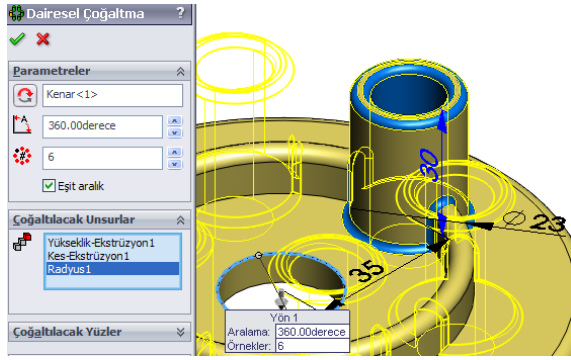 Dairesel Çoğaltma ?
Parametreler
Kenar<1>
360.00derece
6
Eşit aralık
Çoğaltılacak Unsurlar
Yükseklik-Ekstrüzyon1
Kes-Ekstrüzyon1
Radyus1
Çoğaltılacak Yüzler
30
⌀ 23
35
Yön 1
Aralama: 360.00derece
Örnekler: 6